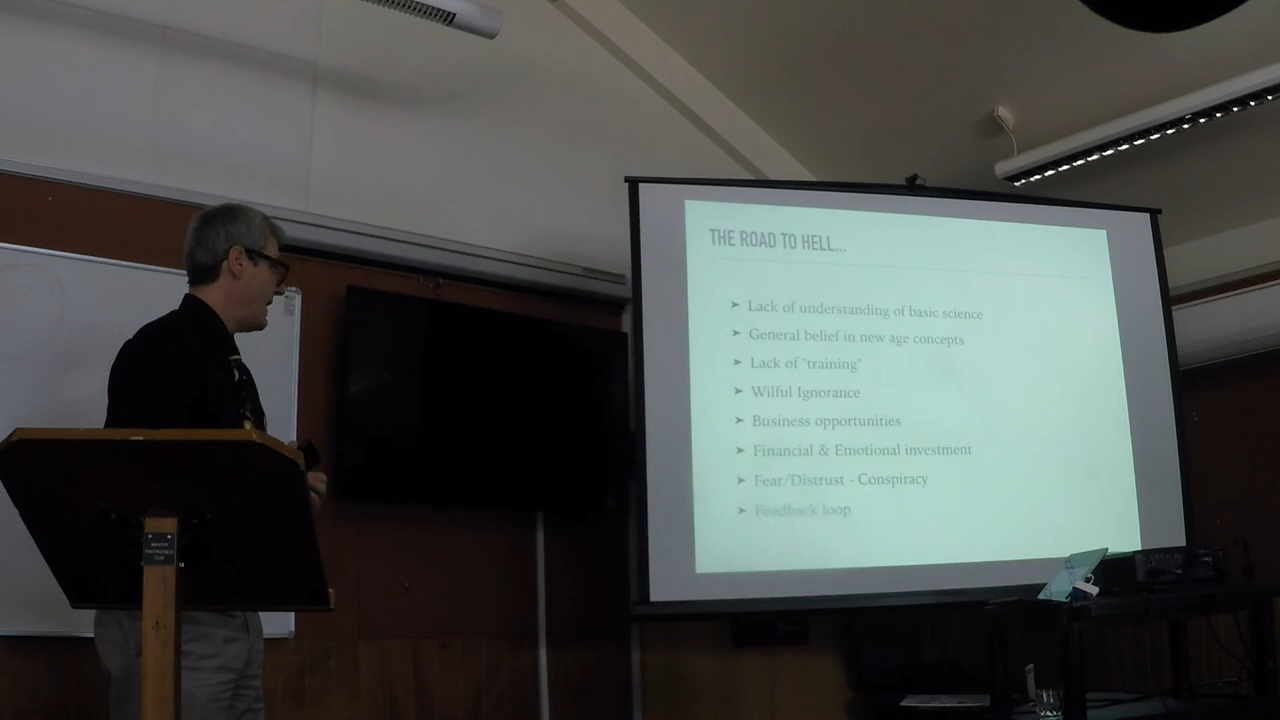 THE ROAD TO HELL...
➤ Lack of understanding of basic science
➤ General belief in new age concepts
➤ Lack of "training"
➤ Wilful Ignorance
➤ Business opportunities
➤ Financial & Emotional investment
➤ Fear/Distrust - Conspiracy
➤ Feedback loop